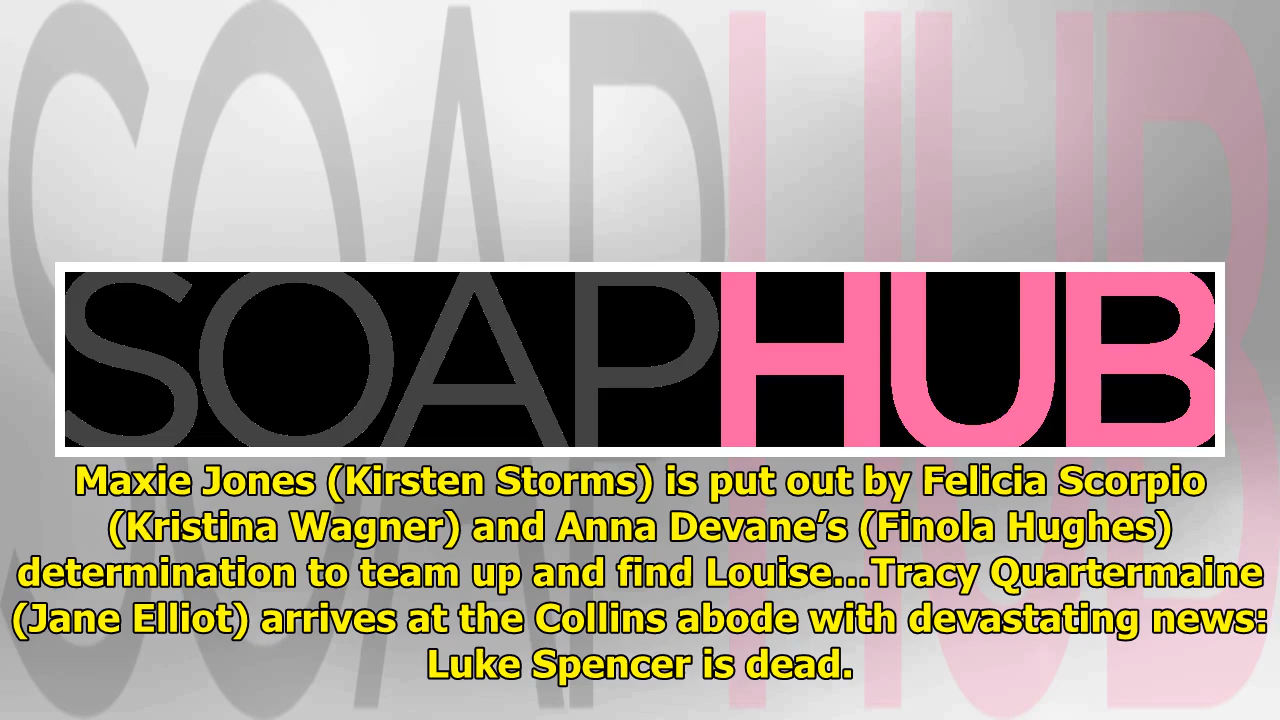 SOAPHUB
SOAPHUB
Maxie Jones (Kirsten Storms) is put out by Felicia Scorpio
(Kristina Wagner) and Anna Devane’s (Finola Hughes)
determination to team up and find Louise...Tracy Quartermaine
(Jane Elliot) arrives at the Collins abode with devastating news:
Luke Spencer is dead.